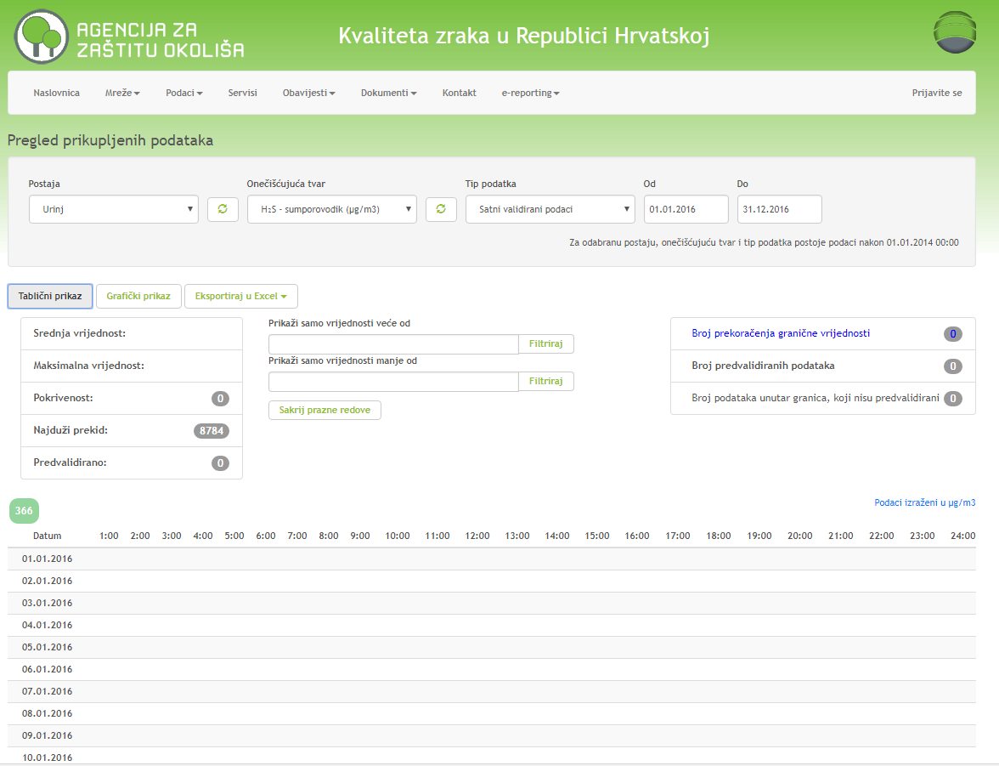 AGENCIJA ZA
ZAŠTITU OKOLIŠA
Kvaliteta zraka u Republici Hrvatskoj
Naslovnica Mreže Podaci Servisi Obavijesti Dokumenti Kontakt e-reporting Prijavite se
Pregled prikupljenih podataka
Postaja Onečišćujuća tvar Tip podatka Od Do
Urinj H₂S - sumporovodik (µg/m3) Satni validirani podaci 01.01.2016 31.12.2016
Za odabranu postaju, onečišćujuću tvar i tip podatka postoje podaci nakon 01.01.2014 00:00
Tablični prikaz Grafički prikaz Eksportiraj u Excel
Srednja vrijednost:
Maksimalna vrijednost:
Pokrivenost: 0
Najduži prekid: 8784
Predvalidirano: 0
Prikaži samo vrijednosti veće od
Filtriraj
Prikaži samo vrijednosti manje od
Filtriraj
Sakrij prazne redove
Broj prekoračenja granične vrijednosti 0
Broj predvalidiranih podataka 0
Broj podataka unutar granica, koji nisu predvalidirani 0
366
Podaci izraženi u µg/m3
Datum 1:00 2:00 3:00 4:00 5:00 6:00 7:00 8:00 9:00 10:00 11:00 12:00 13:00 14:00 15:00 16:00 17:00 18:00 19:00 20:00 21:00 22:00 23:00 24:00
01.01.2016
02.01.2016
03.01.2016
04.01.2016
05.01.2016
06.01.2016
07.01.2016
08.01.2016
09.01.2016
10.01.2016